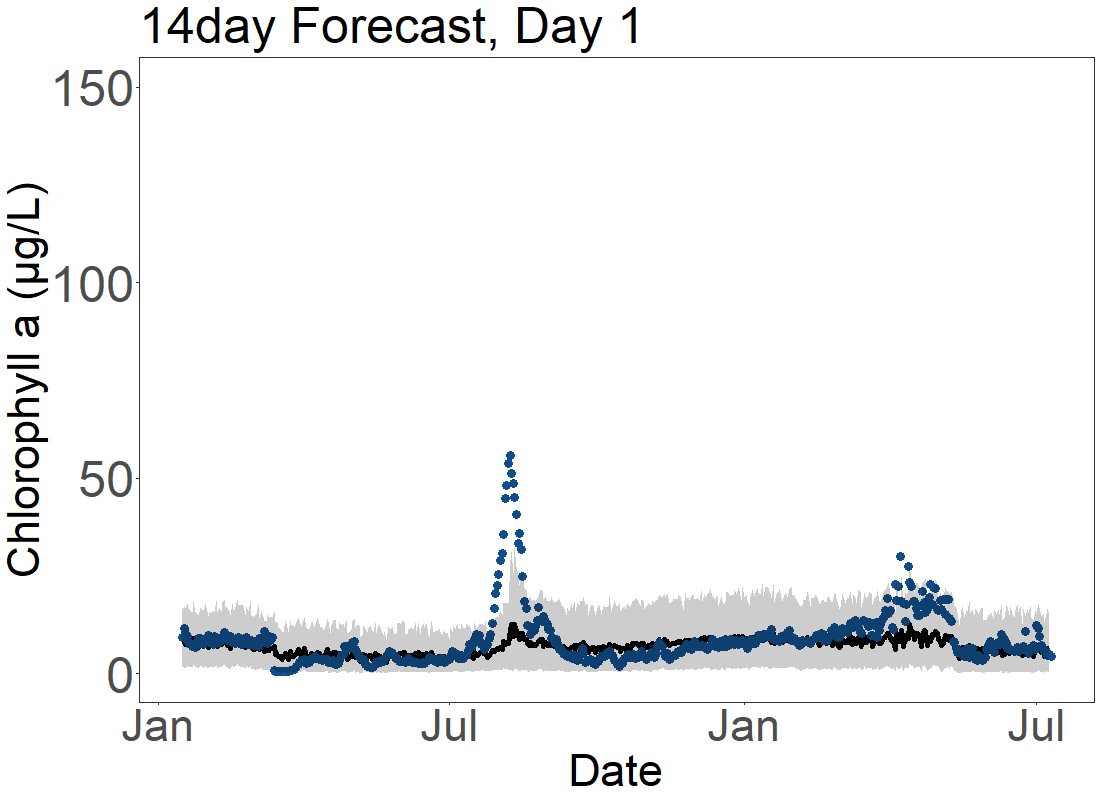 14day Forecast, Day 1
Chlorophyll a (µg/L)
150
100
50
0
Jan
Jul
Jan
Jul
Date